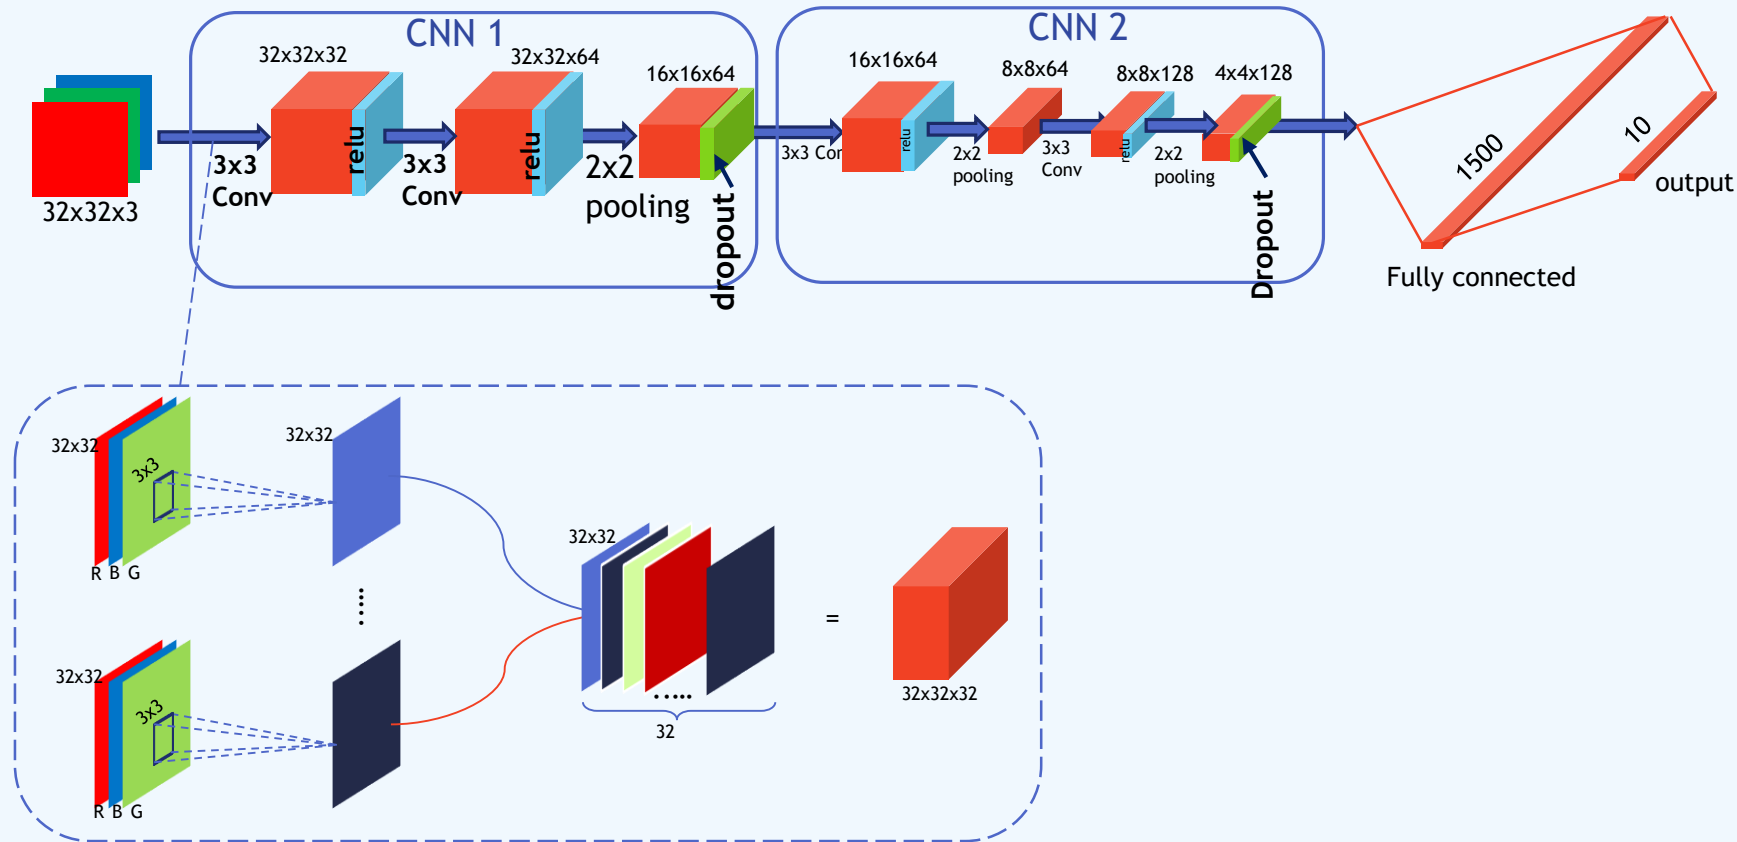 CNN 1
CNN 2
32x32x32
32x32x64
16x16x64
16x16x64
8x8x64
8x8x128
4x4x128
relu
relu
relu
relu
3x3
Conv
3x3
Conv
2x2
pooling
dropout
3x3 Con
2x2
pooling
3x3
Conv
2x2
pooling
Dropout
32x32x3
1500
10
output
Fully connected
32x32
3x3
R B G
32x32
......
32x32
3x3
R B G
32x32
......
32
=
32x32x32